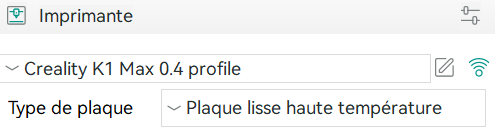 Imprimante
Creality K1 Max 0.4 profile
Type de plaque Plaque lisse haute température